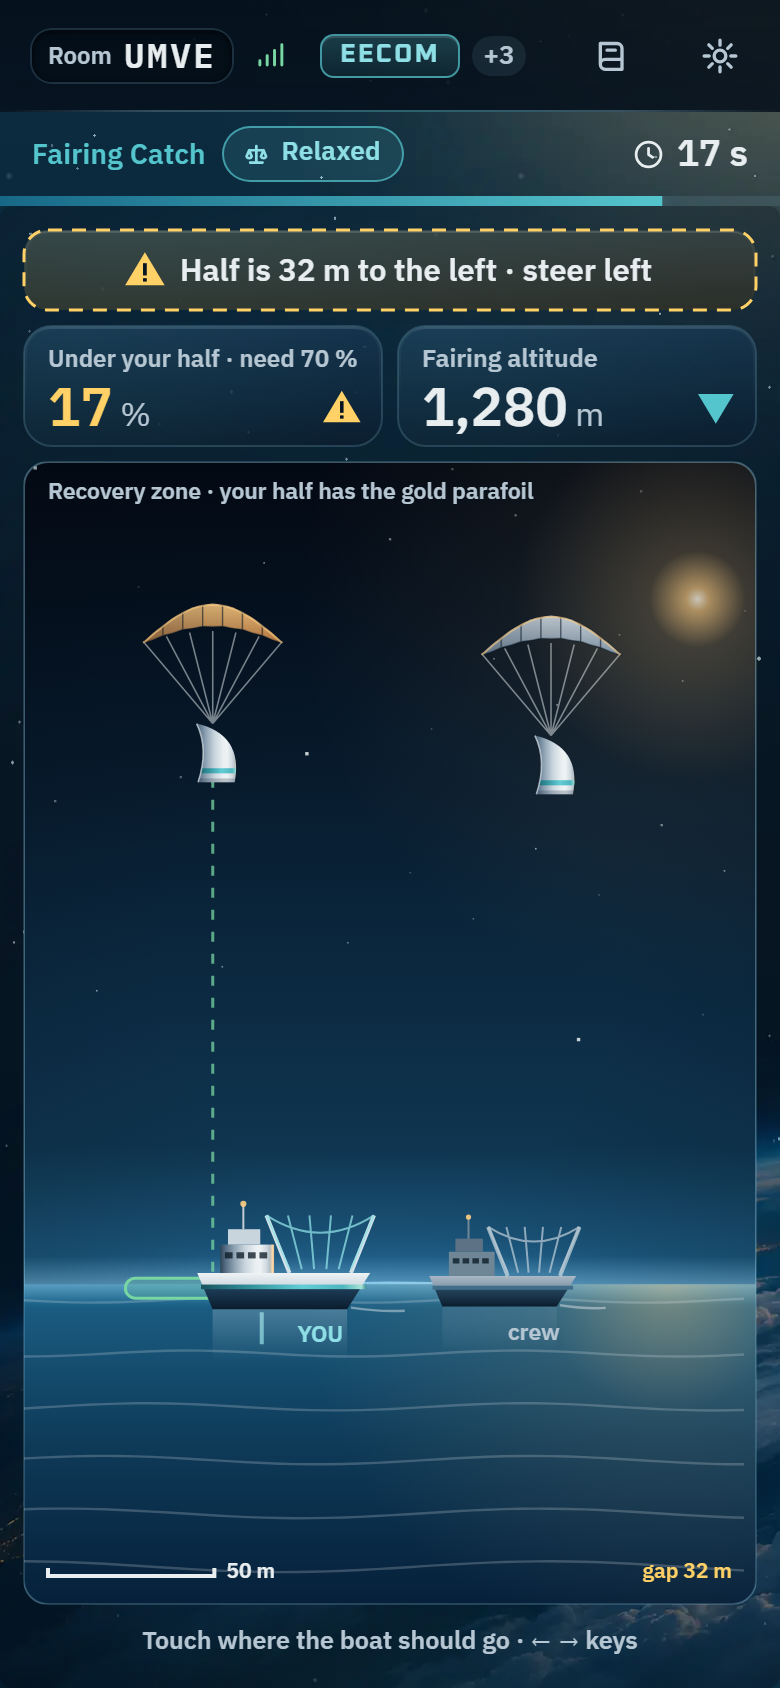 Room UMVE EECOM +3
Fairing Catch Relaxed 17 s
Half is 32 m to the left · steer left
Under your half · need 70 %
17 %
Fairing altitude
1,280 m
Recovery zone · your half has the gold parafoil
YOU crew
50 m gap 32 m
Touch where the boat should go · ← → keys